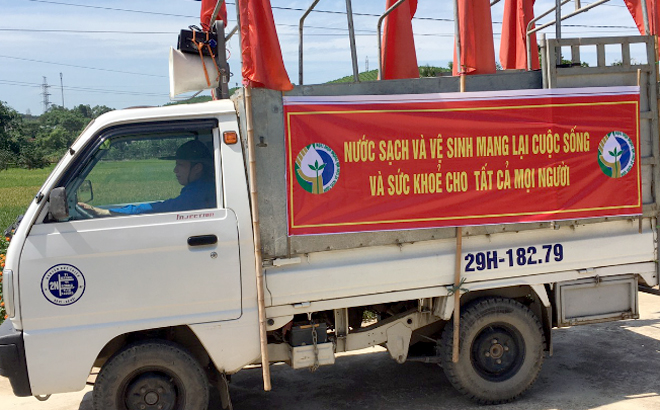 NƯỚC SẠCH VÀ VỆ SINH MANG LẠI CUỘC SỐNG
VÀ SỨC KHOẺ CHO TẤT CẢ MỌI NGƯỜI
29H-182.79
2N